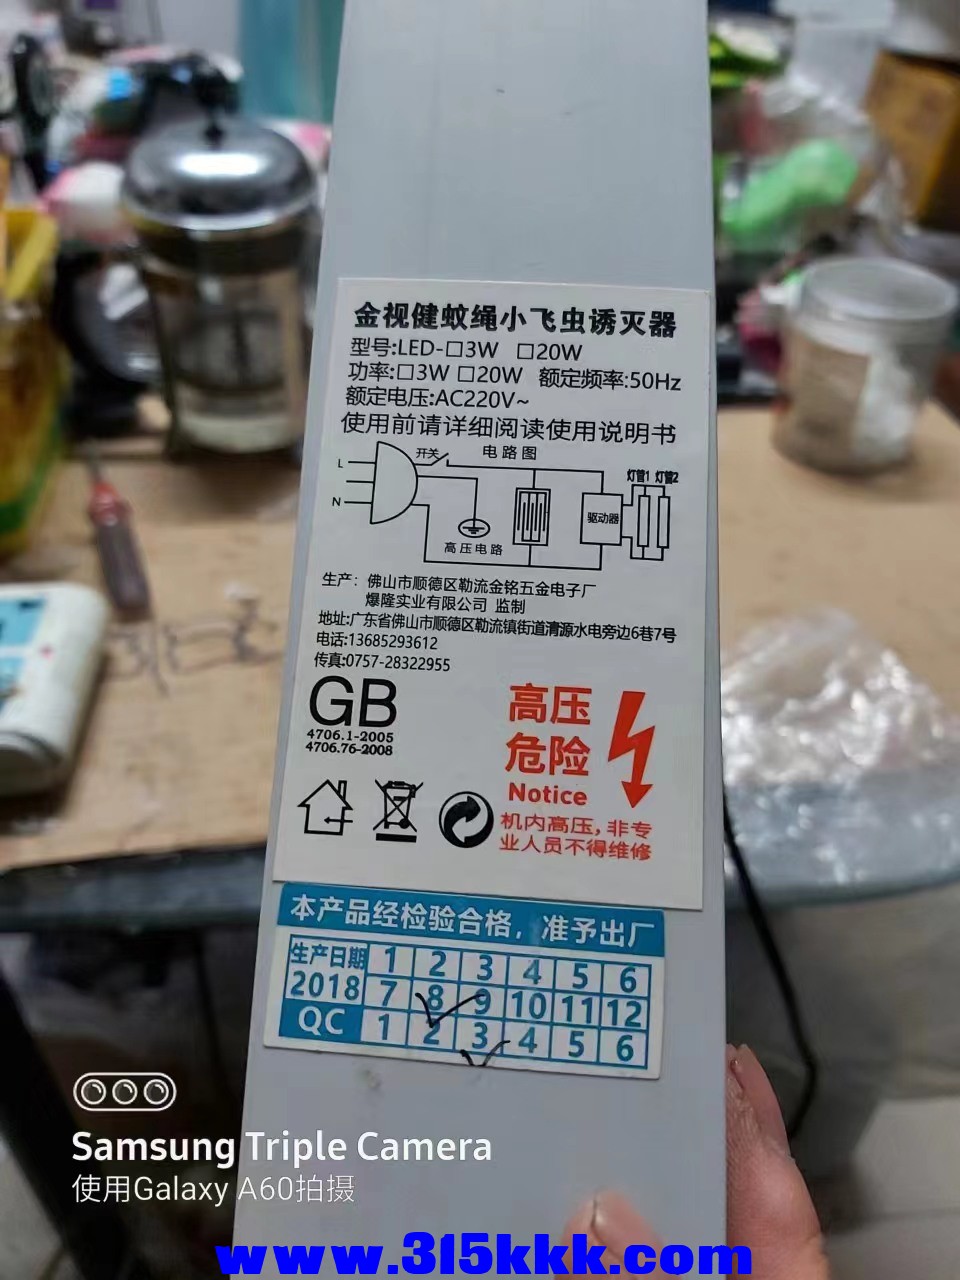 金视健蚊绳小飞虫诱灭器
型号:LED-□3W □20W
功率:□3W □20W 额定频率:50Hz
额定电压:AC220V~
使用前请详细阅读使用说明书
电路图
开关
L
N
高压电路
驱动器
灯管1 灯管2
生产: 佛山市顺德区勒流金铭五金电子厂
爆隆实业有限公司 监制
地址:广东省佛山市顺德区勒流镇街道清源水电旁边6巷7号
电话:13685293612
传真:0757-28322955
GB
4706.1-2005
4706.76-2008
高压
危险
Notice
机内高压,非专
业人员不得维修
本产品经检验合格，准予出厂
生产日期 1 2 3 4 5 6
2018 7 8 9 10 11 12
QC 1 2 3 4 5 6
Samsung Triple Camera
使用Galaxy A60拍摄
www.315kkk.com